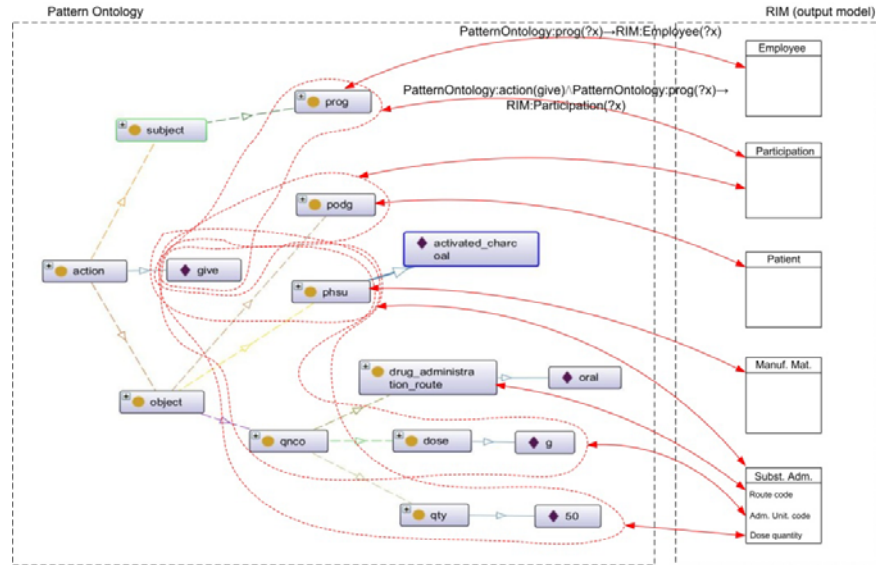 Pattern Ontology
RIM (output model)
PatternOntology:prog(?x)→RIM:Employee(?x)
Employee
prog
PatternOntology:action(give)∧PatternOntology:prog(?x)→
RIM:Participation(?x)
subject
Participation
podg
activated_charc
oal
action
give
Patient
phsu
Manuf. Mat.
drug_administra
tion_route
oral
object
qnco
dose
g
Subst. Adm.
Route code
qty
50
Adm. Unit. code
Dose quantity